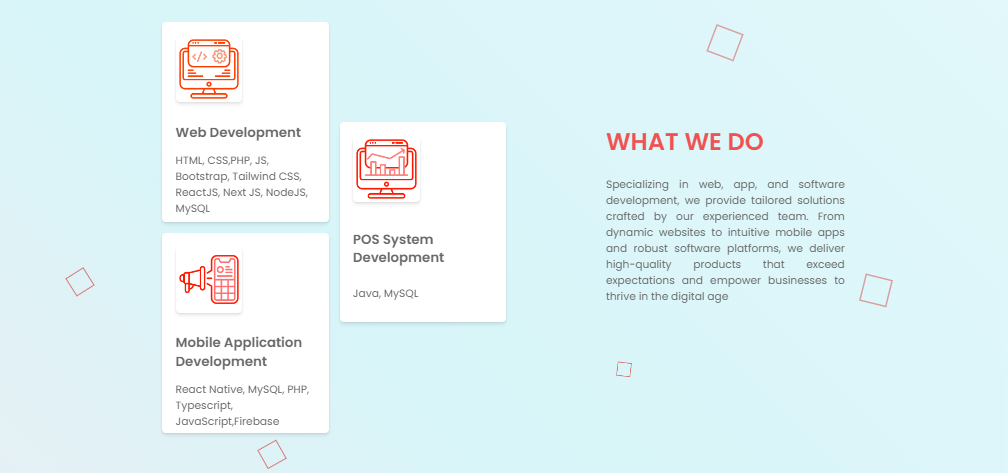 Web Development
HTML, CSS,PHP, JS,
Bootstrap, Tailwind CSS,
ReactJS, Next JS, NodeJS,
MySQL
Mobile Application
Development
React Native, MySQL, PHP,
Typescript,
JavaScript,Firebase
POS System
Development
Java, MySQL
WHAT WE DO
Specializing in web, app, and software
development, we provide tailored solutions
crafted by our experienced team. From
dynamic websites to intuitive mobile apps
and robust software platforms, we deliver
high-quality products that exceed
expectations and empower businesses to
thrive in the digital age